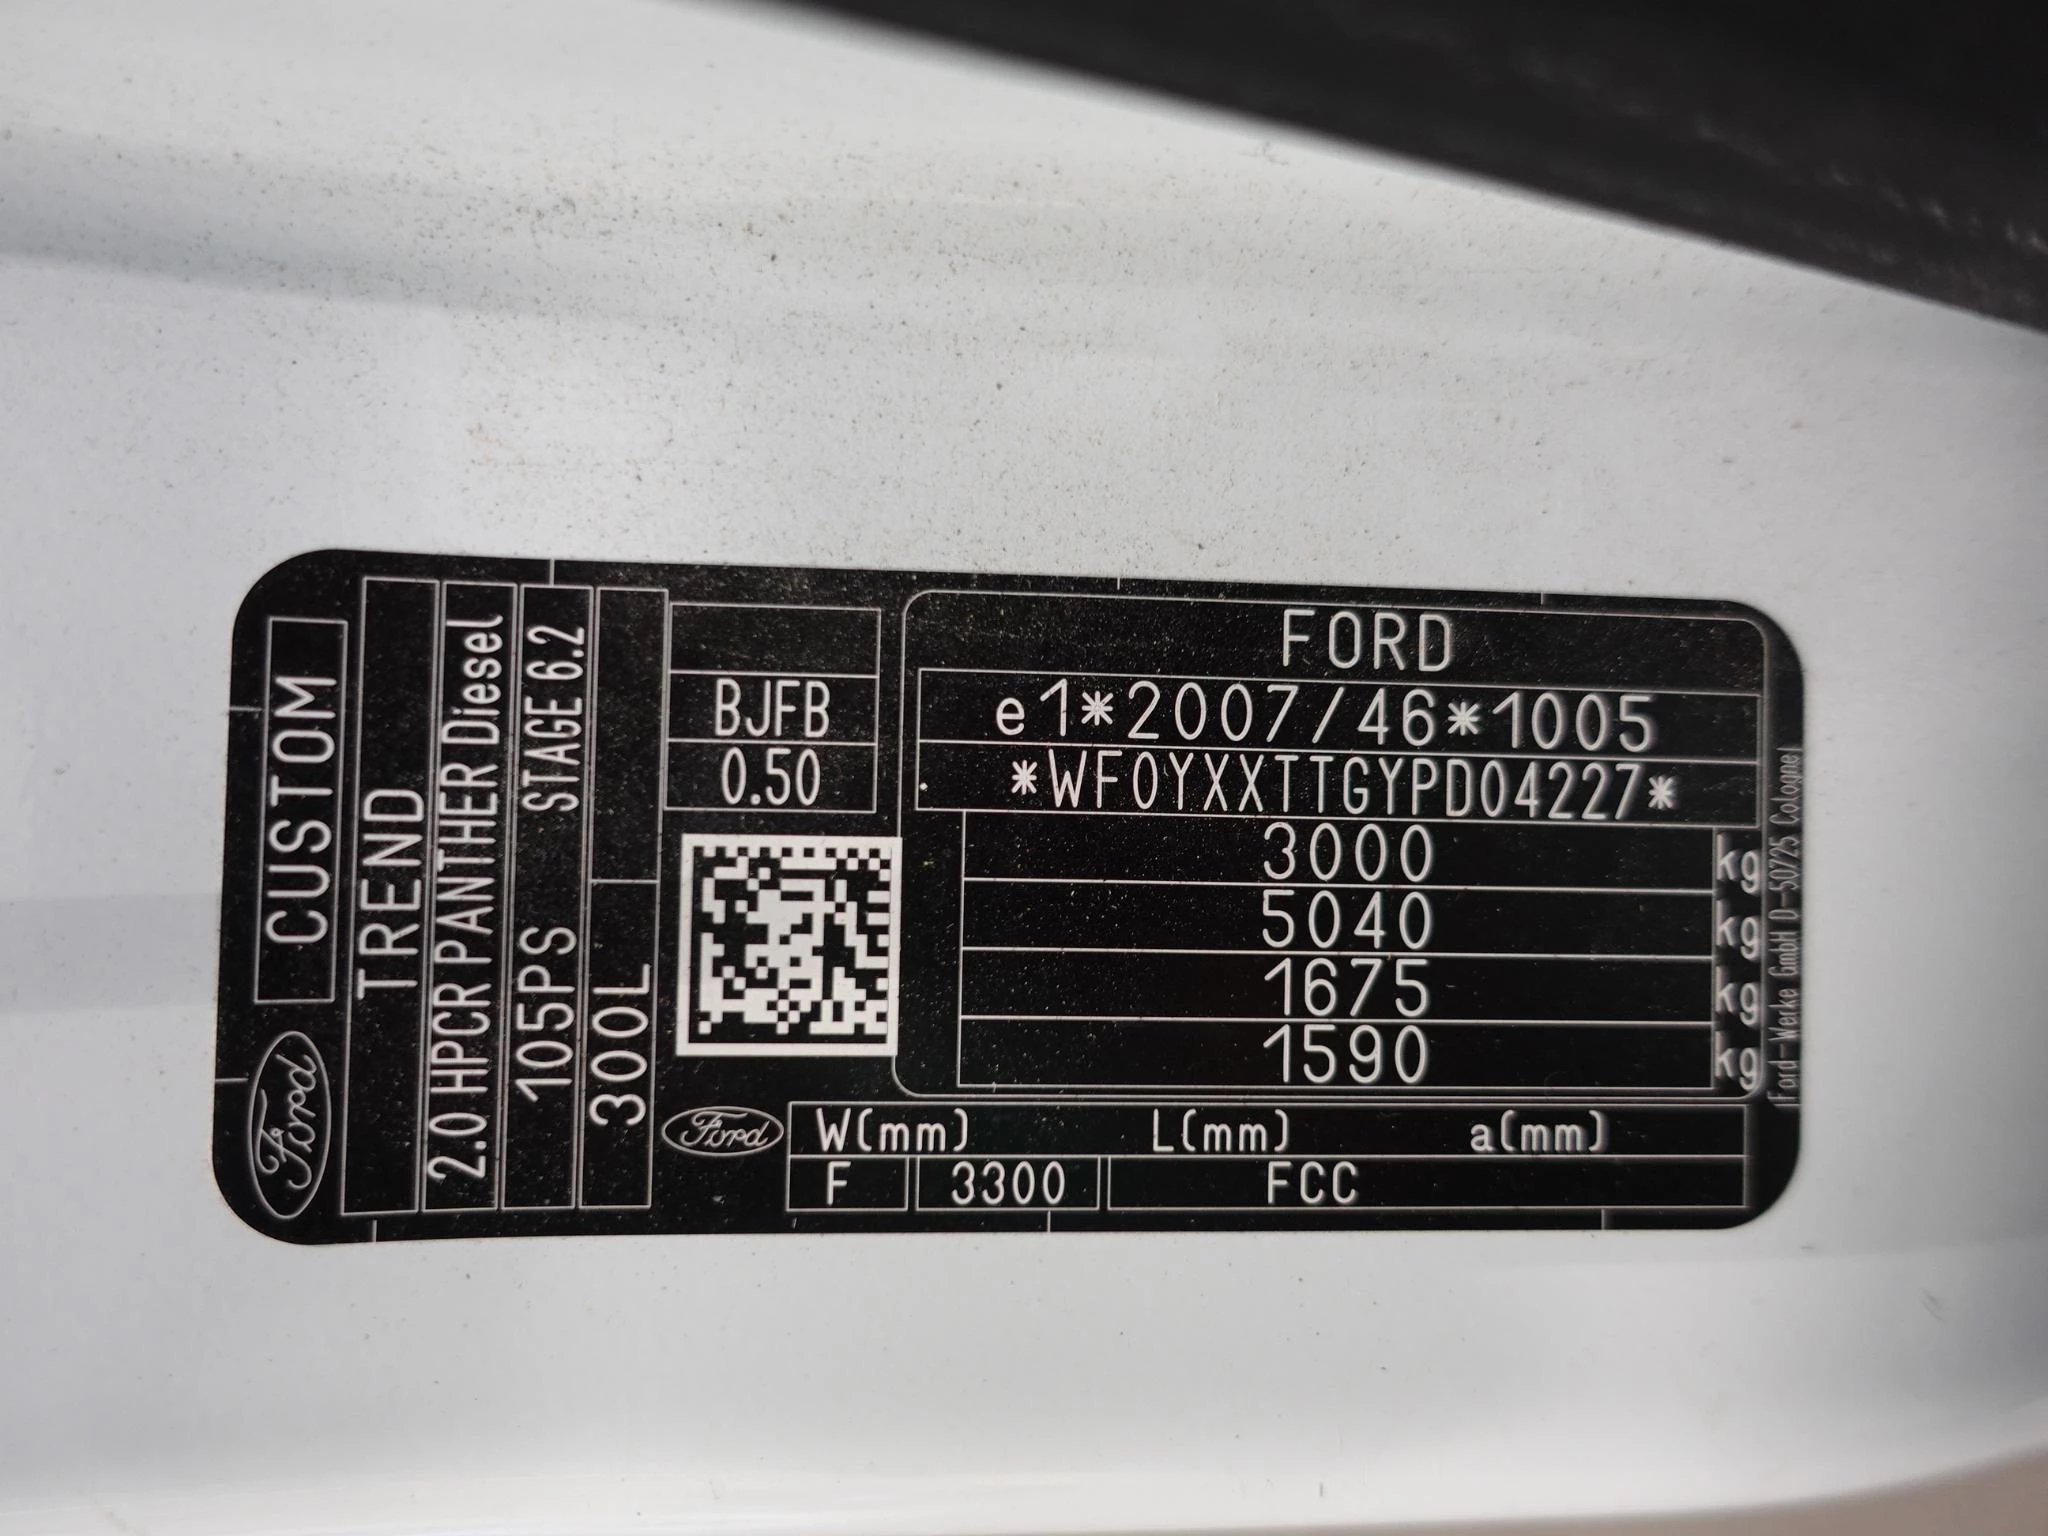 Ford
CUSTOM
TREND
2.0 HPCR PANTHER Diesel
105PS STAGE 6.2
300L
BJFB
0.50
FORD
e1*2007/46*1005
*WF0YXXTTGYPD04227*
3000 kg
5040 kg
1675 kg
1590 kg
Ford-Werke GmbH D-50725 Cologne
Ford
W(mm) L(mm) a(mm)
F 3300 FCC